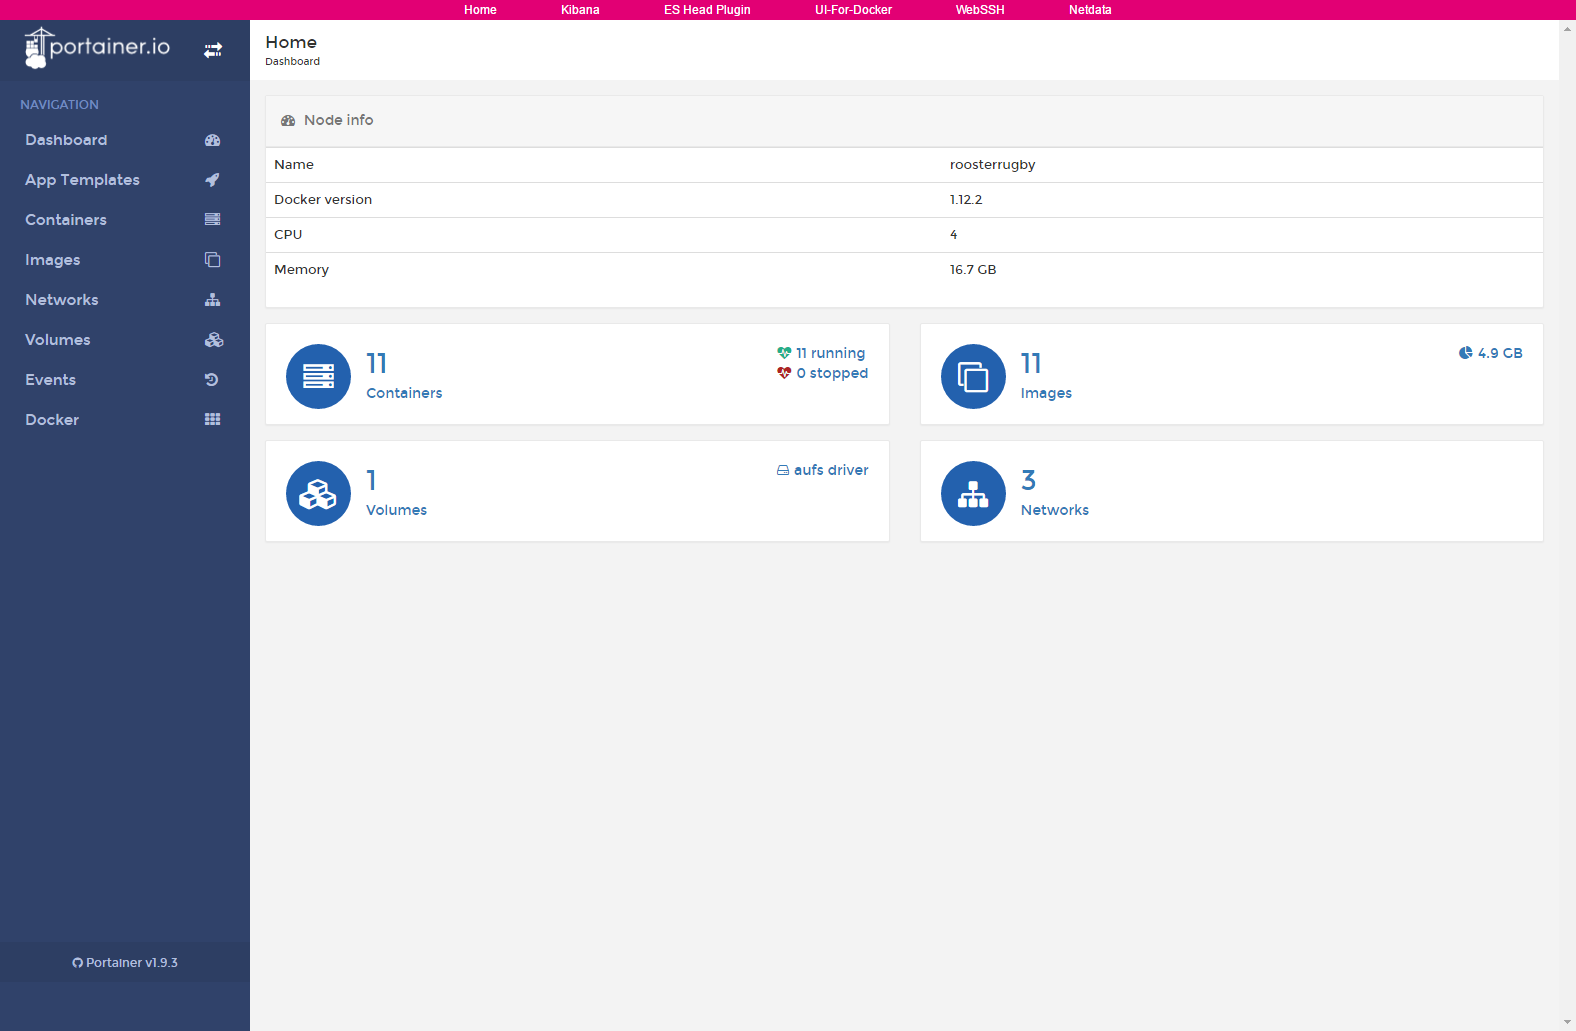 Home Kibana ES Head Plugin UI-For-Docker WebSSH Netdata
portainer.io
Home
Dashboard
NAVIGATION
Dashboard
App Templates
Containers
Images
Networks
Volumes
Events
Docker
Node info
Name roosterrugby
Docker version 1.12.2
CPU 4
Memory 16.7 GB
11
Containers
11 running
0 stopped
11
Images
4.9 GB
1
Volumes
aufs driver
3
Networks
Portainer v1.9.3